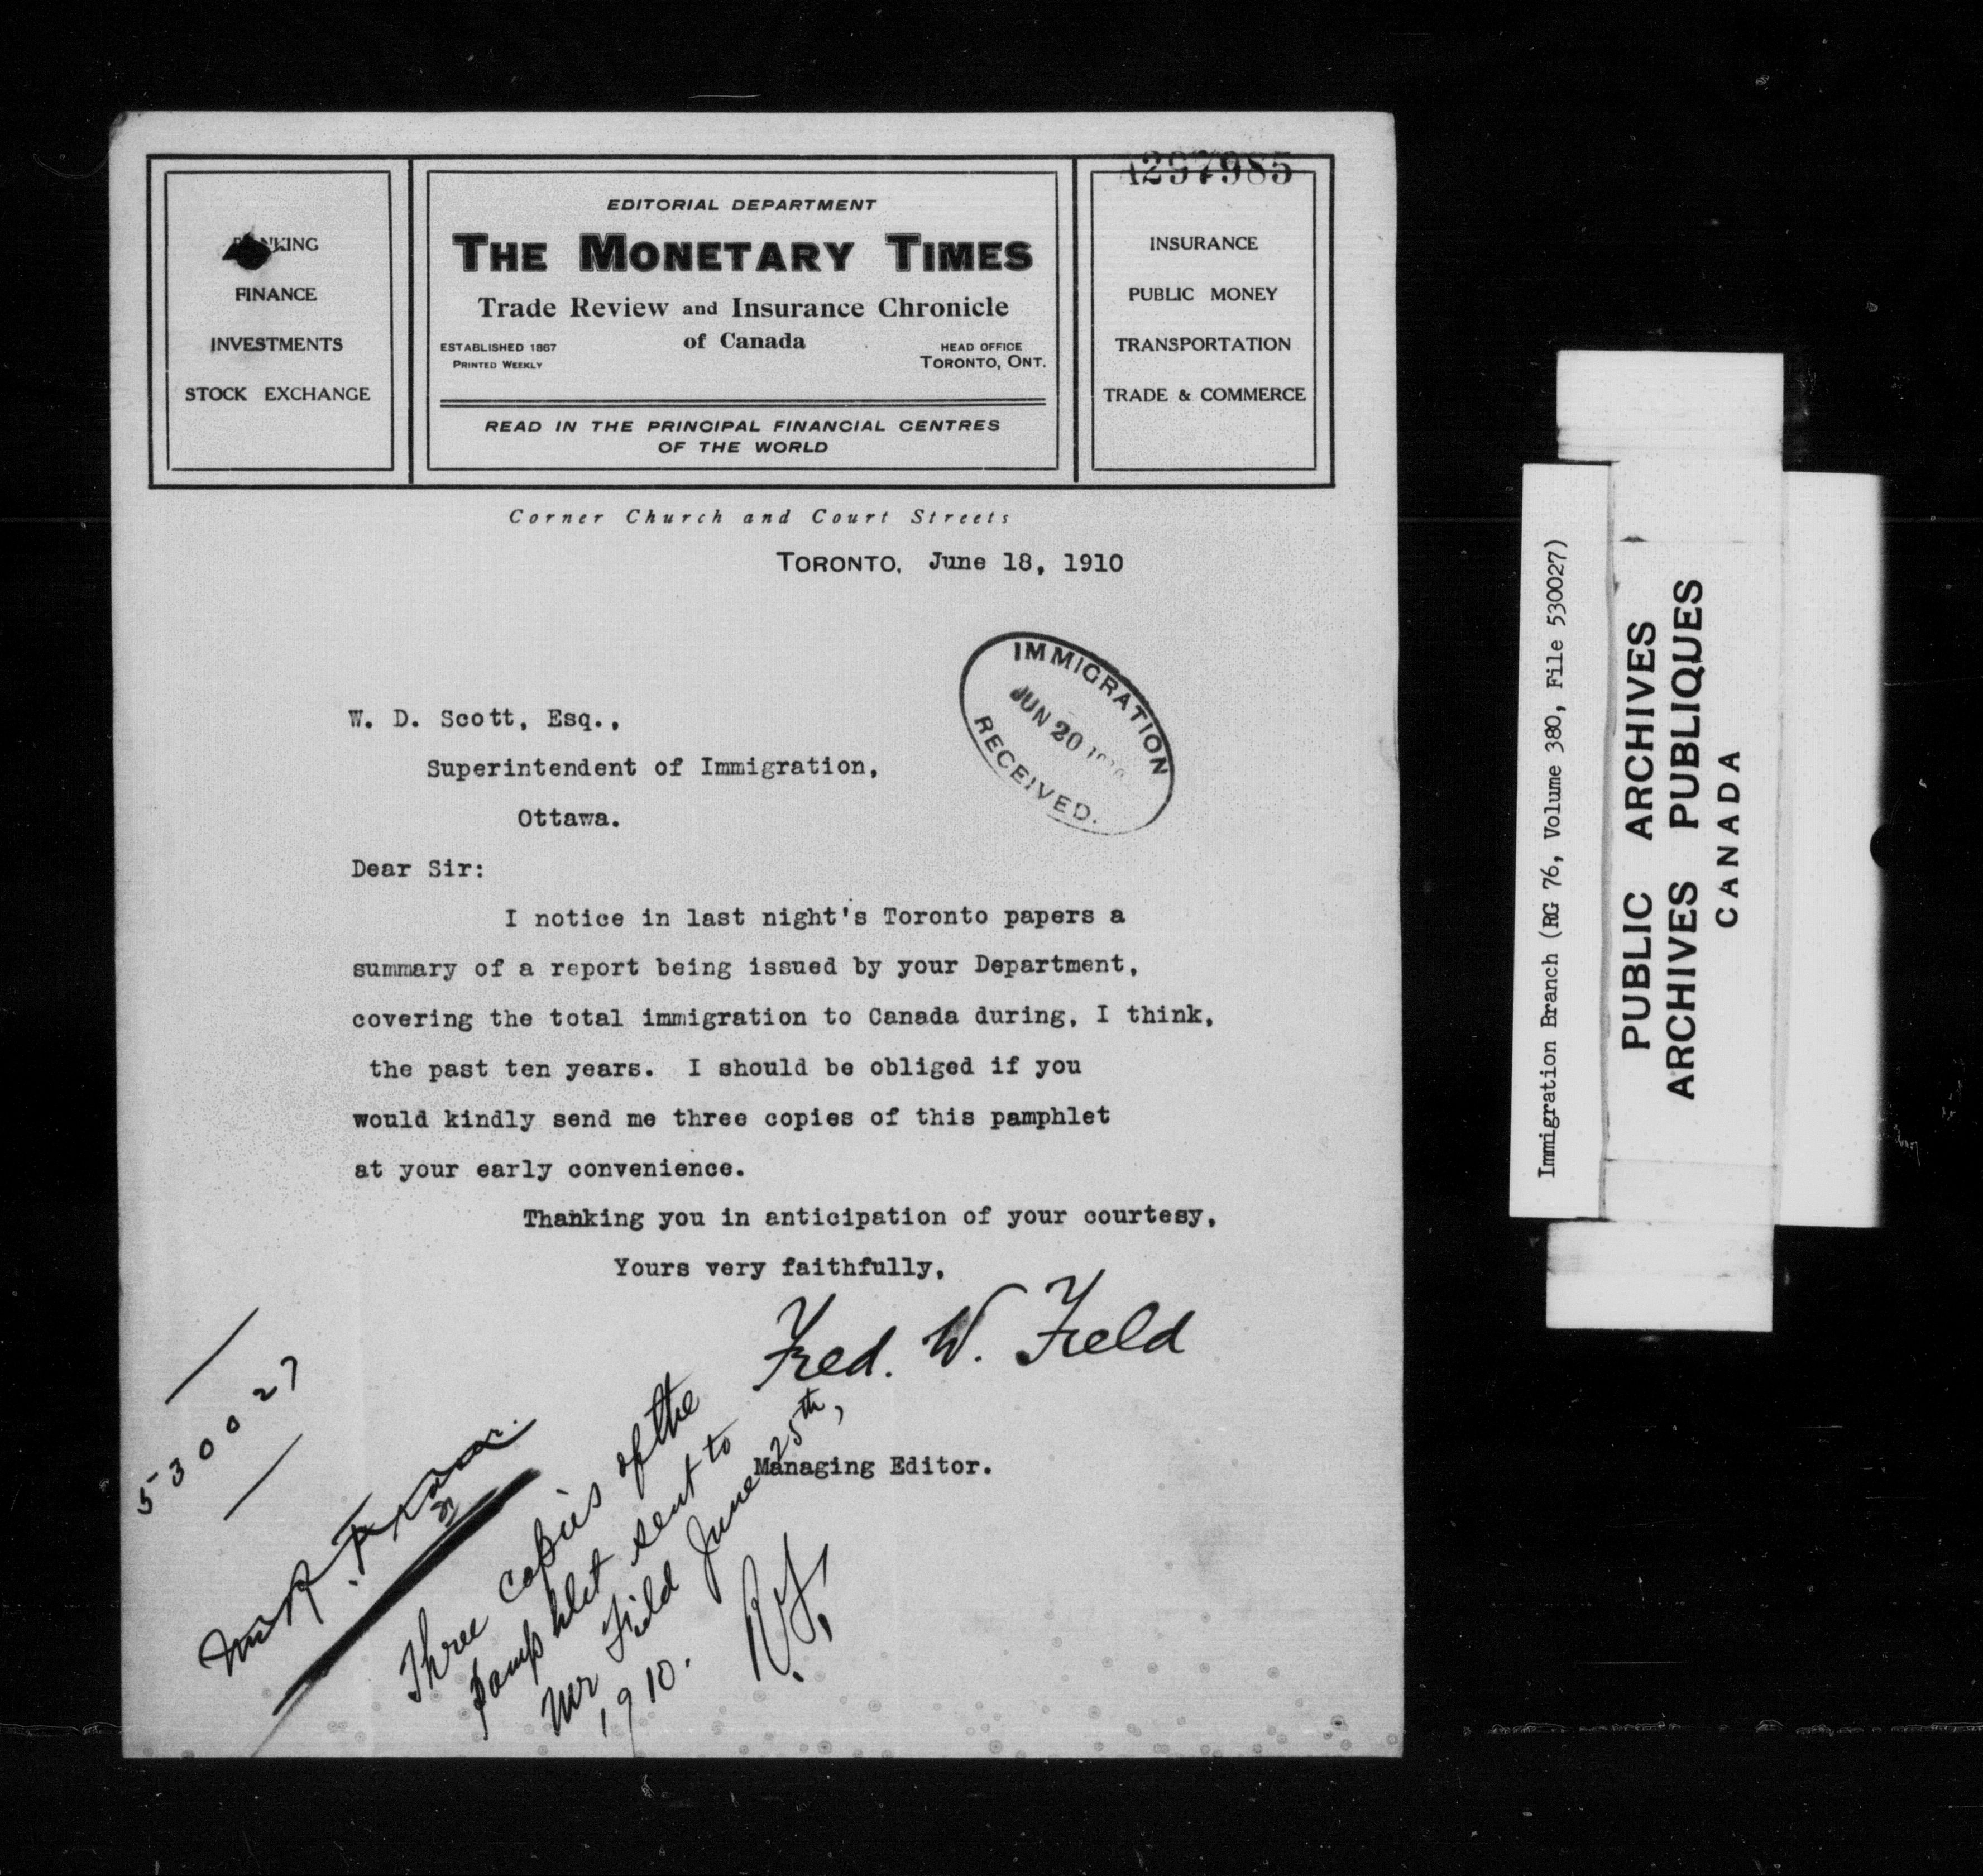 A297985
BANKING
FINANCE
INVESTMENTS
STOCK EXCHANGE
EDITORIAL DEPARTMENT
THE MONETARY TIMES
Trade Review and Insurance Chronicle
of Canada
ESTABLISHED 1867
PRINTED WEEKLY
HEAD OFFICE
TORONTO, ONT.
READ IN THE PRINCIPAL FINANCIAL CENTRES
OF THE WORLD
INSURANCE
PUBLIC MONEY
TRANSPORTATION
TRADE & COMMERCE
Corner Church and Court Streets
TORONTO, June 18, 1910
IMMIGRATION
JUN 20 1910
RECEIVED.
W. D. Scott, Esq.,
Superintendent of Immigration,
Ottawa.
Dear Sir:
I notice in last night's Toronto papers a
summary of a report being issued by your Department,
covering the total immigration to Canada during, I think,
the past ten years. I should be obliged if you
would kindly send me three copies of this pamphlet
at your early convenience.
Thanking you in anticipation of your courtesy,
Yours very faithfully,
Fred. W. Field
Managing Editor.
530027
Mr
Three copies of the
pamphlet sent to
Mr Field June 25th,
1910.
Immigration Branch (RG 76, Volume 380, File 530027)
PUBLIC ARCHIVES
ARCHIVES PUBLIQUES
CANADA